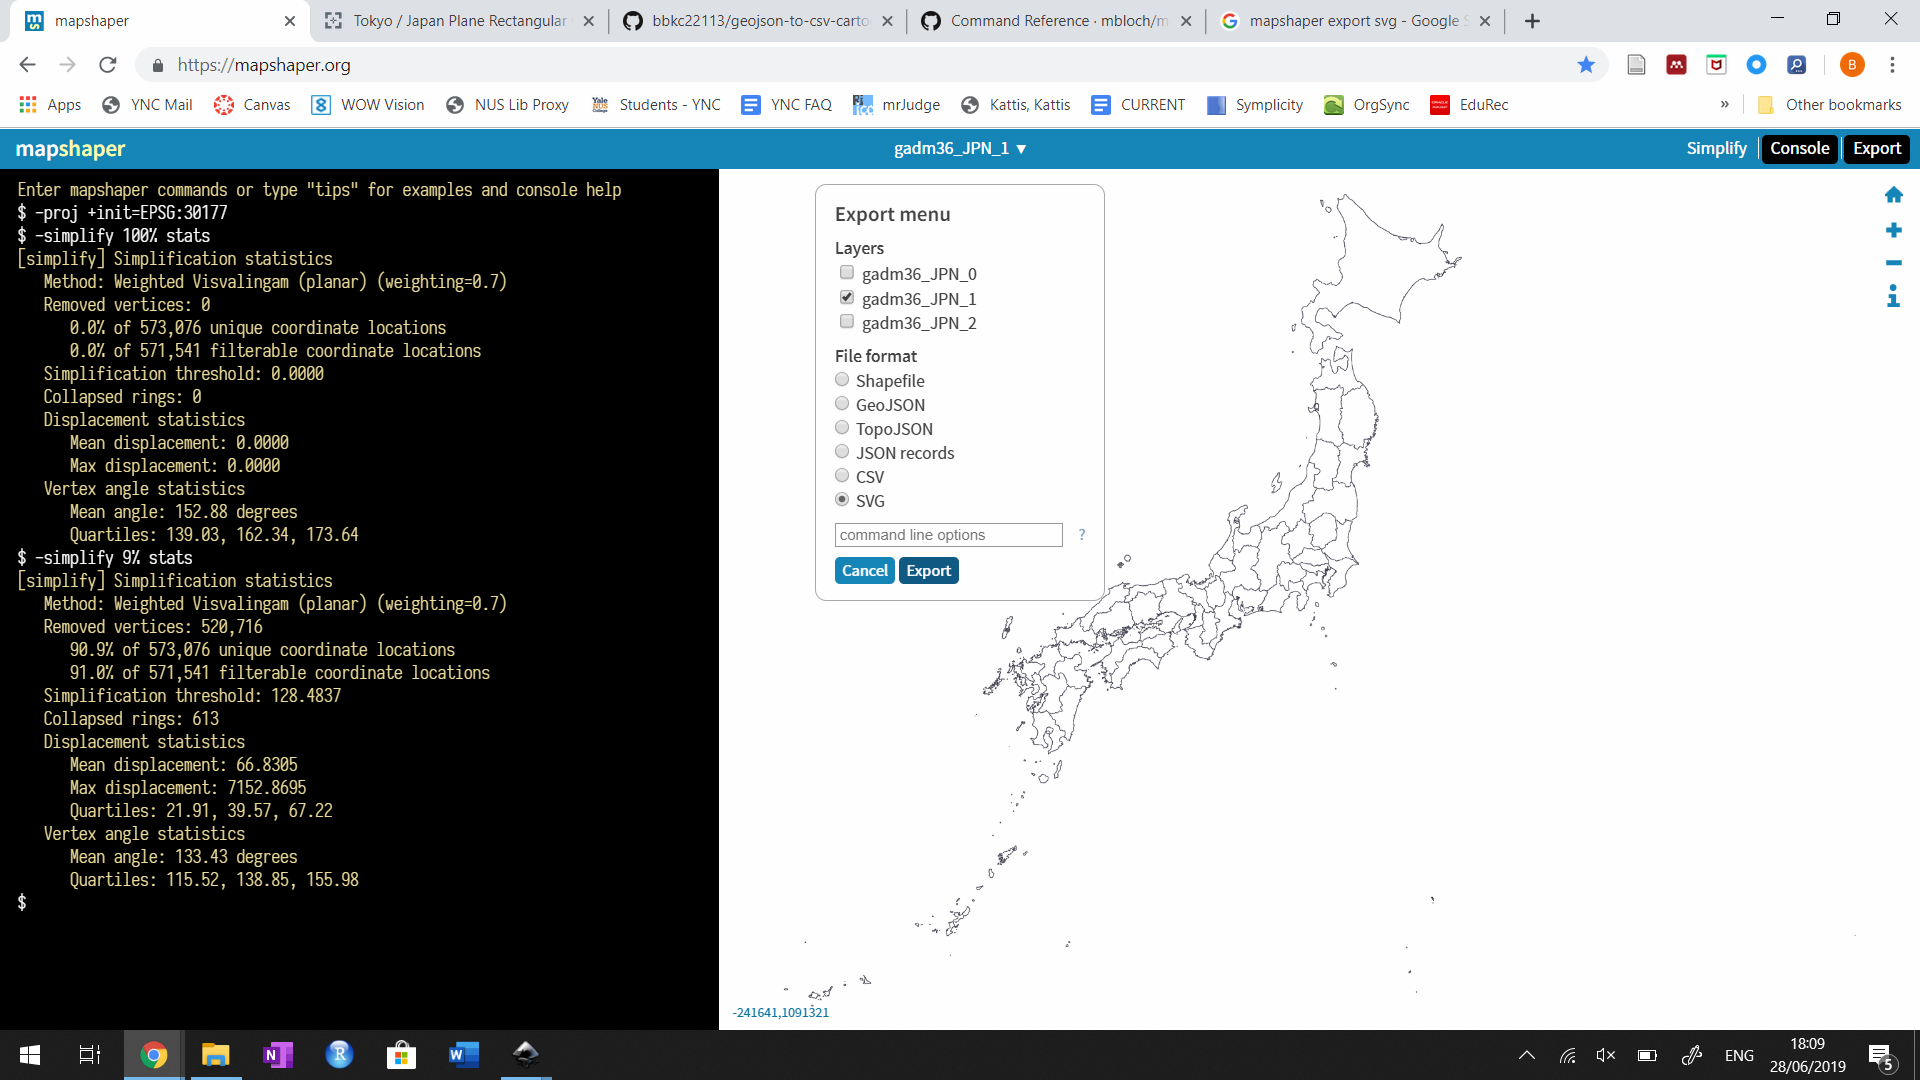 mapshaper
Tokyo / Japan Plane Rectangular
bbkc22113/geojson-to-csv-carto
Command Reference · mbloch/m
mapshaper export svg - Google S
https://mapshaper.org
B
Apps
YNC Mail
Canvas
WOW Vision
NUS Lib Proxy
Students - YNC
YNC FAQ
mrJudge
Kattis, Kattis
CURRENT
Symplicity
OrgSync
EduRec
»
Other bookmarks
mapshaper
gadm36_JPN_1 ▼
Simplify
Console
Export
Enter mapshaper commands or type "tips" for examples and console help
$ -proj +init=EPSG:30177
$ -simplify 100% stats
[simplify] Simplification statistics
Method: Weighted Visvalingam (planar) (weighting=0.7)
Removed vertices: 0
0.0% of 573,076 unique coordinate locations
0.0% of 571,541 filterable coordinate locations
Simplification threshold: 0.0000
Collapsed rings: 0
Displacement statistics
Mean displacement: 0.0000
Max displacement: 0.0000
Vertex angle statistics
Mean angle: 152.88 degrees
Quartiles: 139.03, 162.34, 173.64
$ -simplify 9% stats
[simplify] Simplification statistics
Method: Weighted Visvalingam (planar) (weighting=0.7)
Removed vertices: 520,716
90.9% of 573,076 unique coordinate locations
91.0% of 571,541 filterable coordinate locations
Simplification threshold: 128.4837
Collapsed rings: 613
Displacement statistics
Mean displacement: 66.8305
Max displacement: 7152.8695
Quartiles: 21.91, 39.57, 67.22
Vertex angle statistics
Mean angle: 133.43 degrees
Quartiles: 115.52, 138.85, 155.98
$
Export menu
Layers
gadm36_JPN_0
gadm36_JPN_1
gadm36_JPN_2
File format
Shapefile
GeoJSON
TopoJSON
JSON records
CSV
SVG
command line options
?
Cancel
Export
-241641,1091321
ENG
18:09
28/06/2019
5